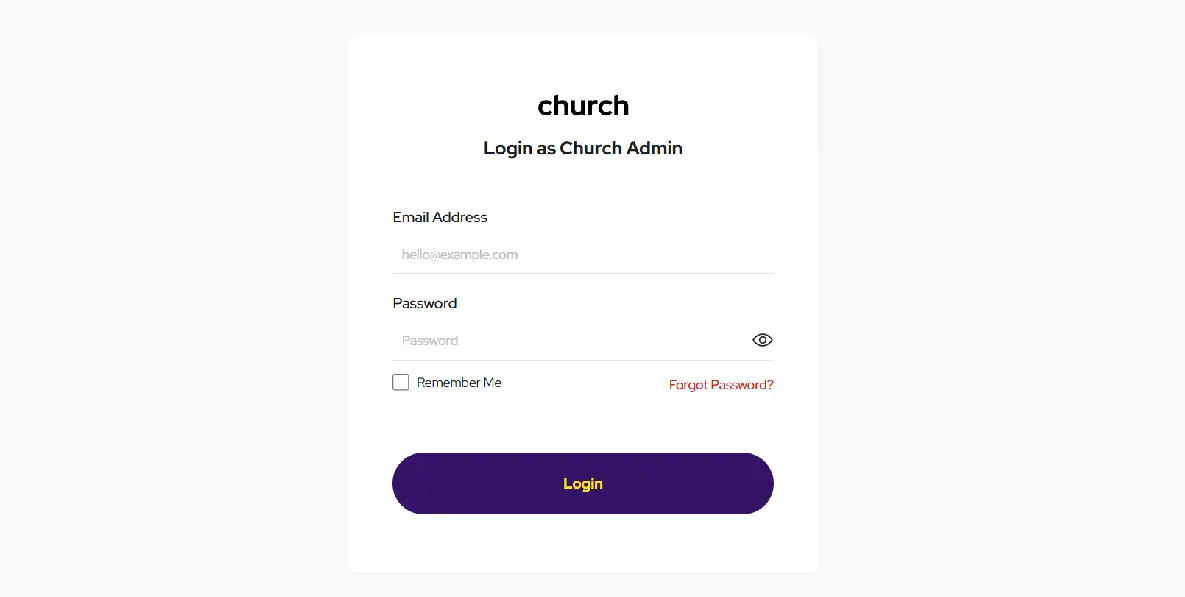 church
Login as Church Admin
Email Address
hello@example.com
Password
Password
Remember Me
Forgot Password?
Login